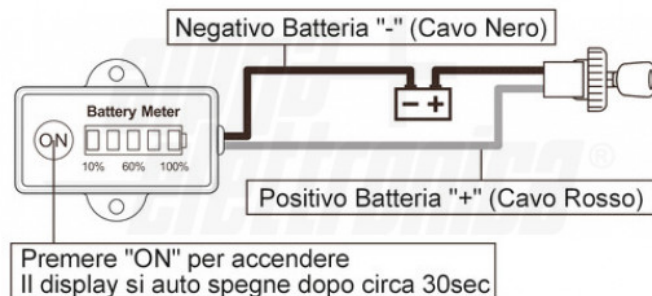 Negativo Batteria "-" (Cavo Nero)
Battery Meter
ON
10% 60% 100%
- +
Positivo Batteria "+" (Cavo Rosso)
Premere "ON" per accendere
Il display si auto spegne dopo circa 30sec
elettronica ®